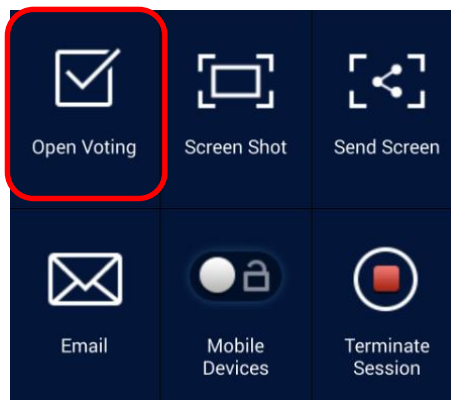 Open Voting
Screen Shot
Send Screen
Email
Mobile
Devices
Terminate
Session